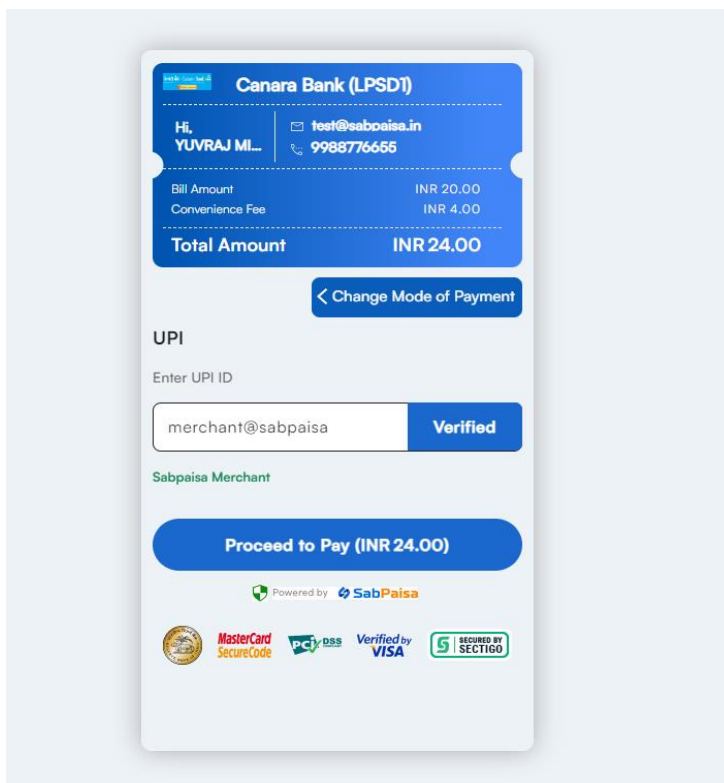 Canara Bank (LPSD1)
Hi,
YUVRAJ MI...
test@sabpaisa.in
9988776655
Bill Amount INR 20.00
Convenience Fee INR 4.00
Total Amount INR 24.00
Change Mode of Payment
UPI
Enter UPI ID
merchant@sabpaisa Verified
Sabpaisa Merchant
Proceed to Pay (INR 24.00)
Powered by SabPaisa
MasterCard
SecureCode
PCI DSS
Verified by
VISA
SECURED BY
SECTIGO